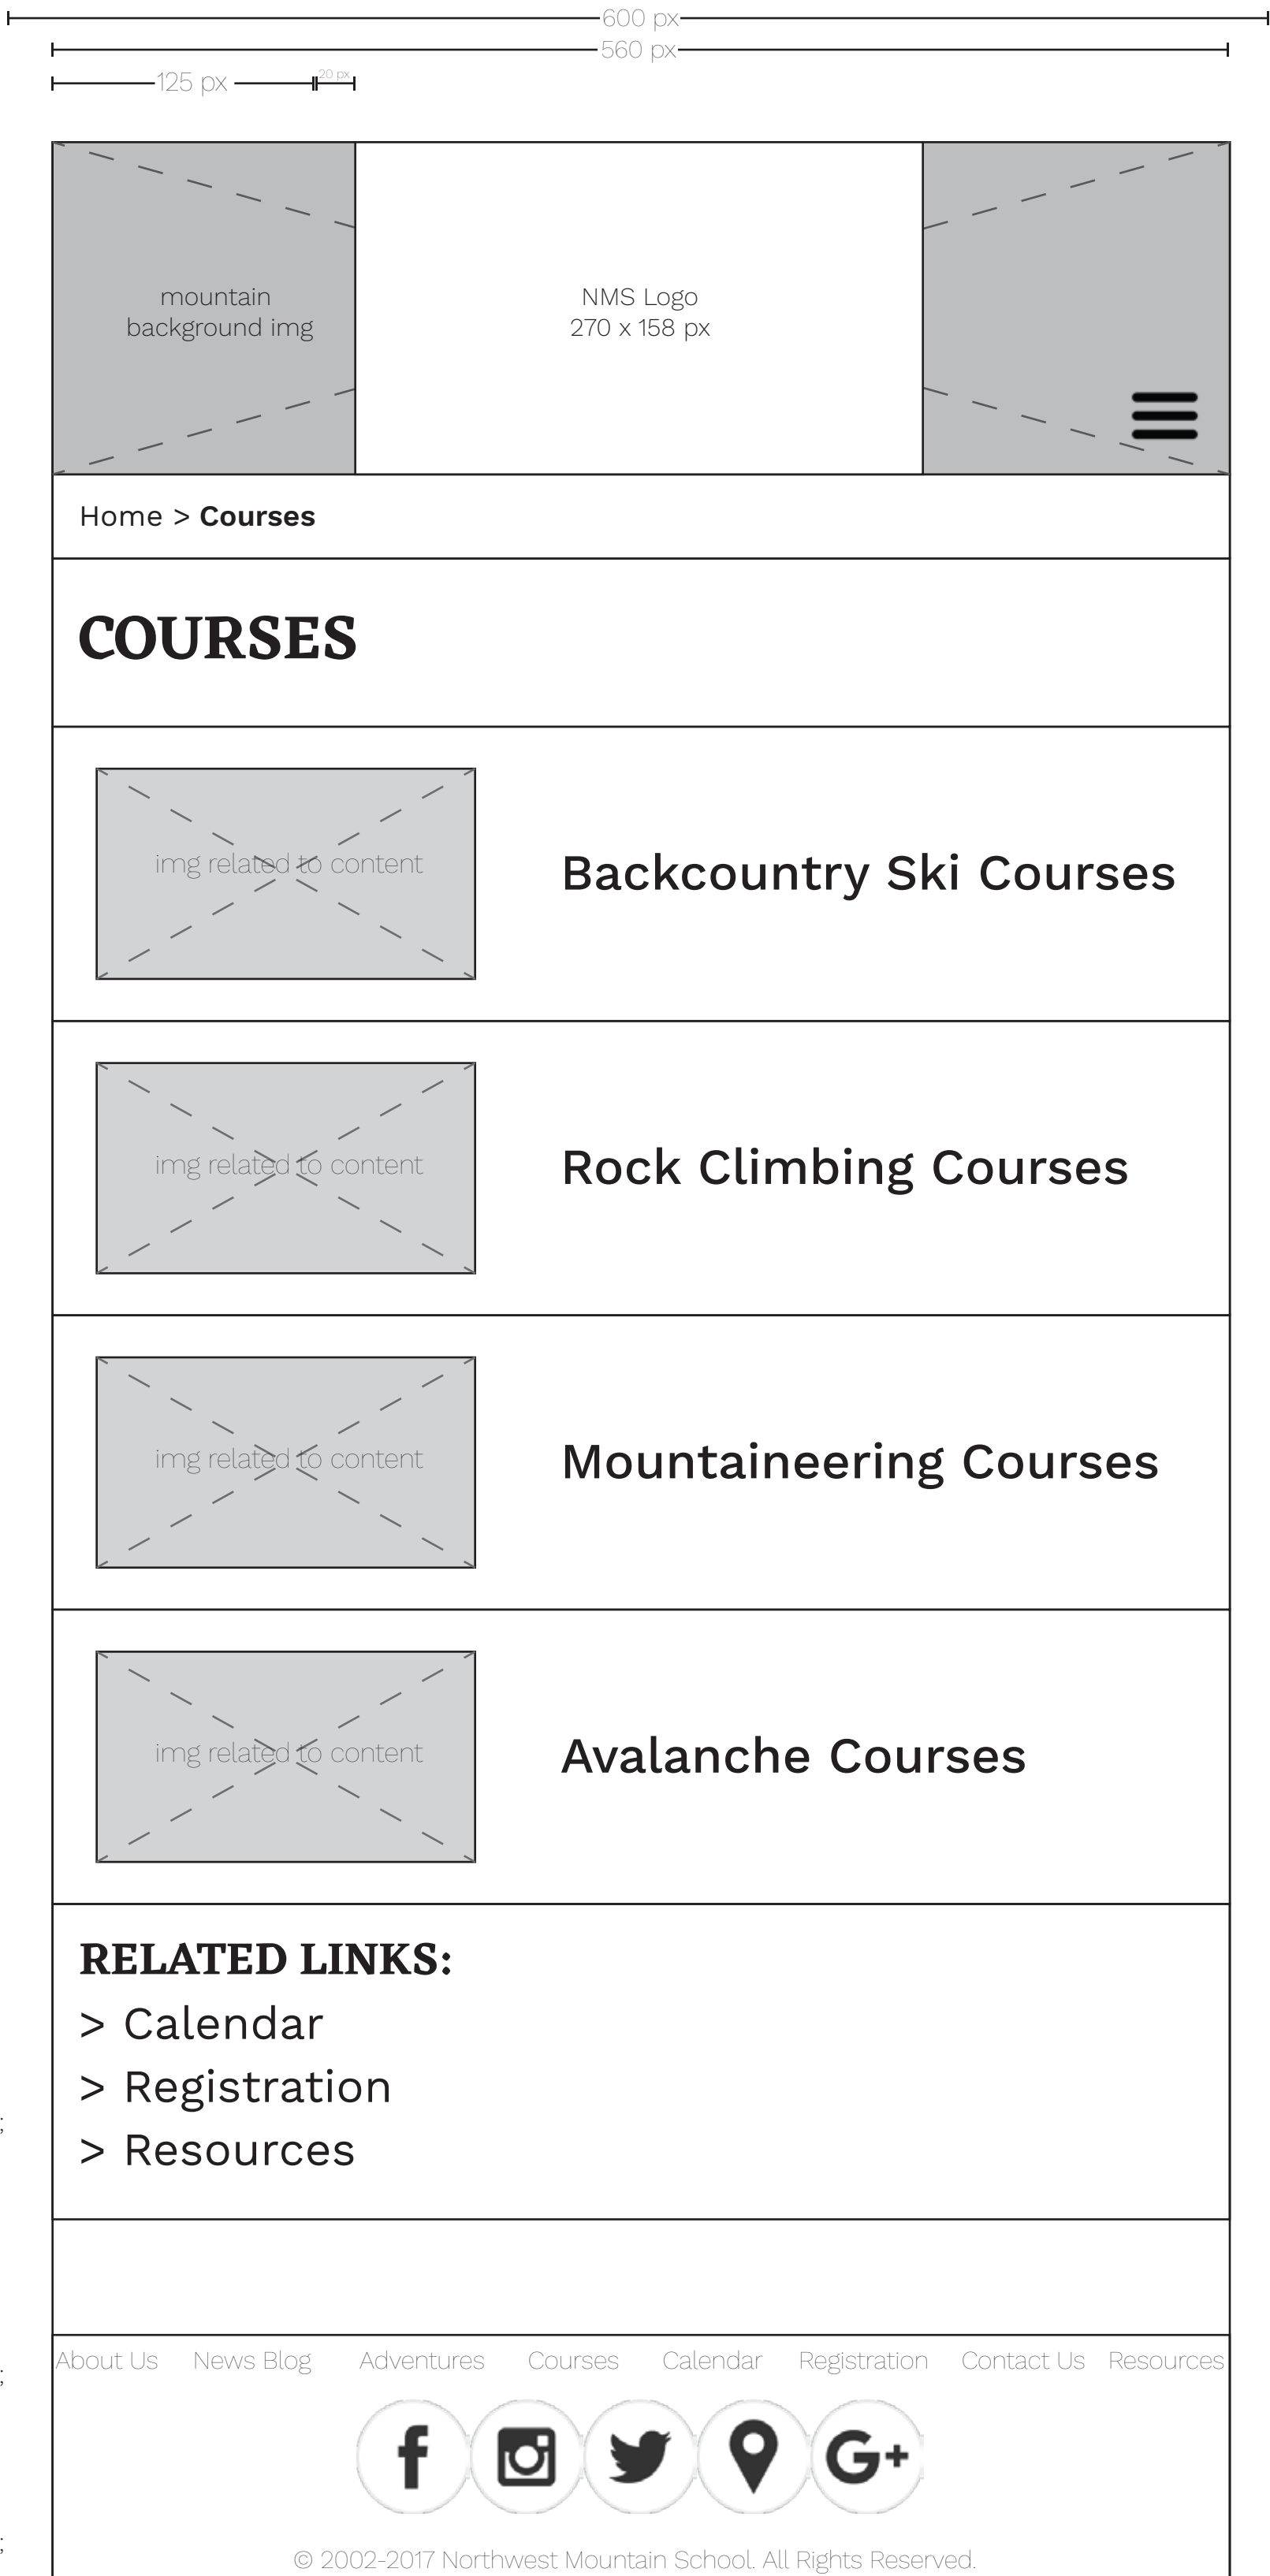 600 px
560 px
125 px
20 px
mountain
background img
NMS Logo
270 x 158 px
Home > Courses
COURSES
img related to content
Backcountry Ski Courses
img related to content
Rock Climbing Courses
img related to content
Mountaineering Courses
img related to content
Avalanche Courses
RELATED LINKS:
> Calendar
> Registration
> Resources
;
About Us News Blog Adventures Courses Calendar Registration Contact Us Resources
;
G+
;
© 2002-2017 Northwest Mountain School. All Rights Reserved.